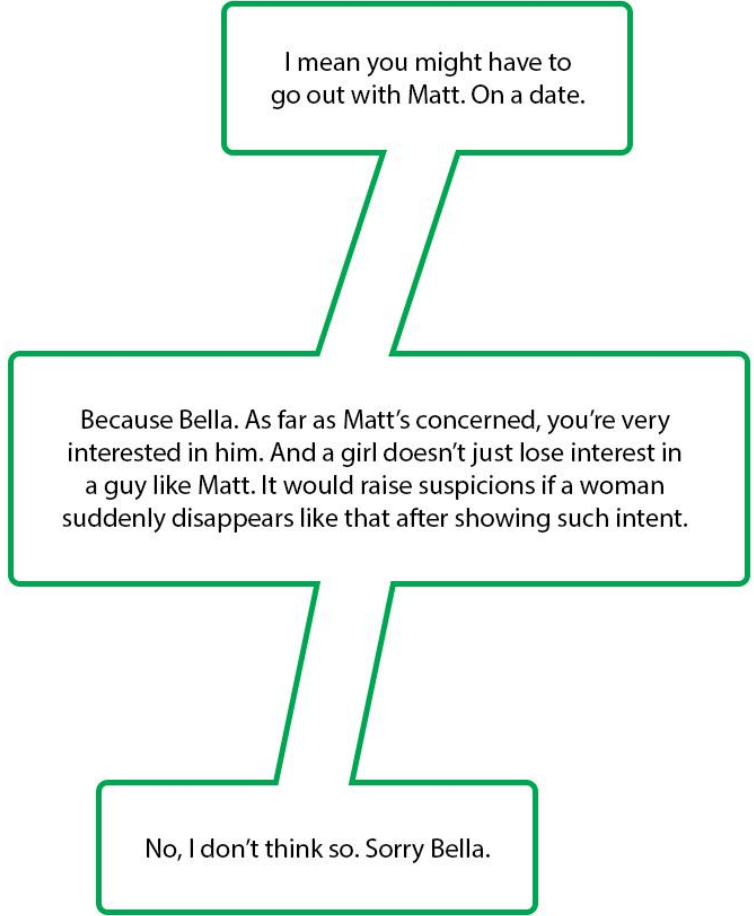 I mean you might have to
go out with Matt. On a date.
Because Bella. As far as Matt’s concerned, you’re very
interested in him. And a girl doesn’t just lose interest in
a guy like Matt. It would raise suspicions if a woman
suddenly disappears like that after showing such intent.
No, I don’t think so. Sorry Bella.